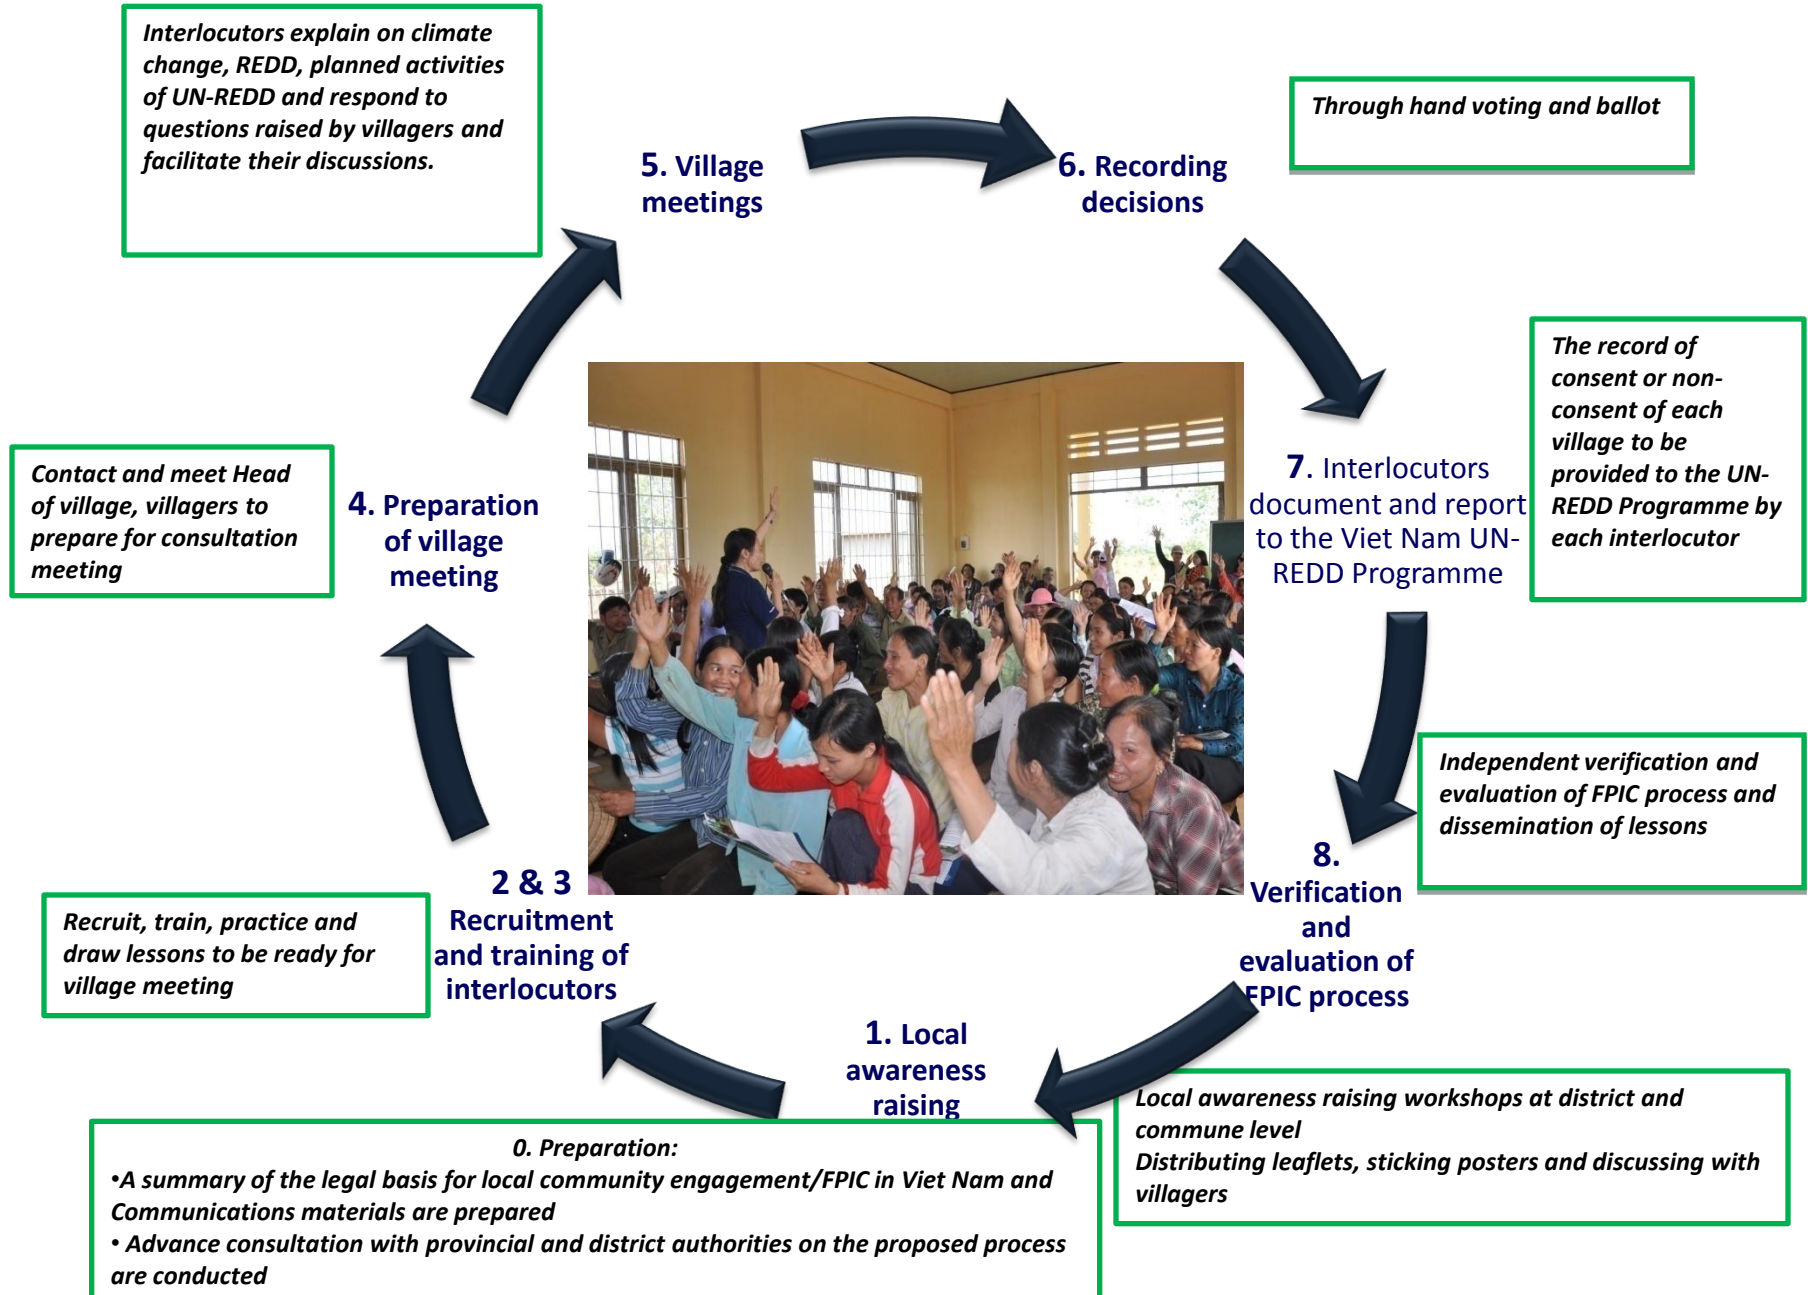 Interlocutors explain on climate
change, REDD, planned activities
of UN-REDD and respond to
questions raised by villagers and
facilitate their discussions.
5. Village
meetings
6. Recording
decisions
Through hand voting and ballot
The record of
consent or non-
consent of each
village to be
provided to the UN-
REDD Programme by
each interlocutor
7. Interlocutors
document and report
to the Viet Nam UN-
REDD Programme
Contact and meet Head
of village, villagers to
prepare for consultation
meeting
4. Preparation
of village
meeting
Independent verification and
evaluation of FPIC process and
dissemination of lessons
8.
Verification
and
evaluation of
FPIC process
2 & 3
Recruitment
and training of
interlocutors
Recruit, train, practice and
draw lessons to be ready for
village meeting
1. Local
awareness
raising
Local awareness raising workshops at district and
commune level
Distributing leaflets, sticking posters and discussing with
villagers
0. Preparation:
•A summary of the legal basis for local community engagement/FPIC in Viet Nam and
Communications materials are prepared
• Advance consultation with provincial and district authorities on the proposed process
are conducted